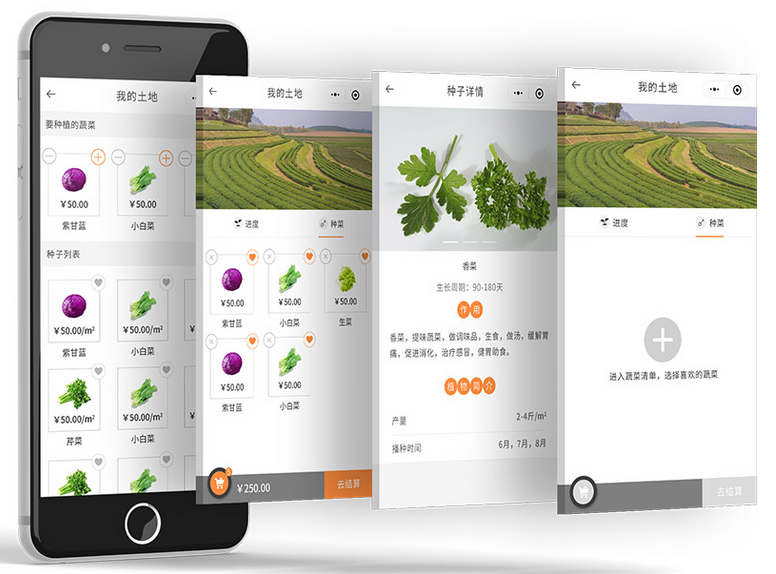 我的土地
要种植的蔬菜
￥50.00
￥50.00
紫甘蓝
小白菜
种子列表
￥50.00/m²
￥50.00/m²
紫甘蓝
小白菜
￥50.00/m²
￥50.00/m²
芹菜
小白菜
我的土地
进度
种菜
￥50.00
￥50.00
￥50.00
紫甘蓝
小白菜
生菜
￥50.00
￥50.00
紫甘蓝
小白菜
￥250.00
去结算
种子详情
香菜
生长周期：90-180天
作用
香菜，提味蔬菜，做调味品，生食，做汤，缓解胃
痛，促进消化，治疗感冒，健胃助食。
植物简介
产量
2-4斤/m²
播种时间
6月，7月，8月
我的土地
进度
种菜
进入蔬菜清单，选择喜欢的蔬菜
去结算